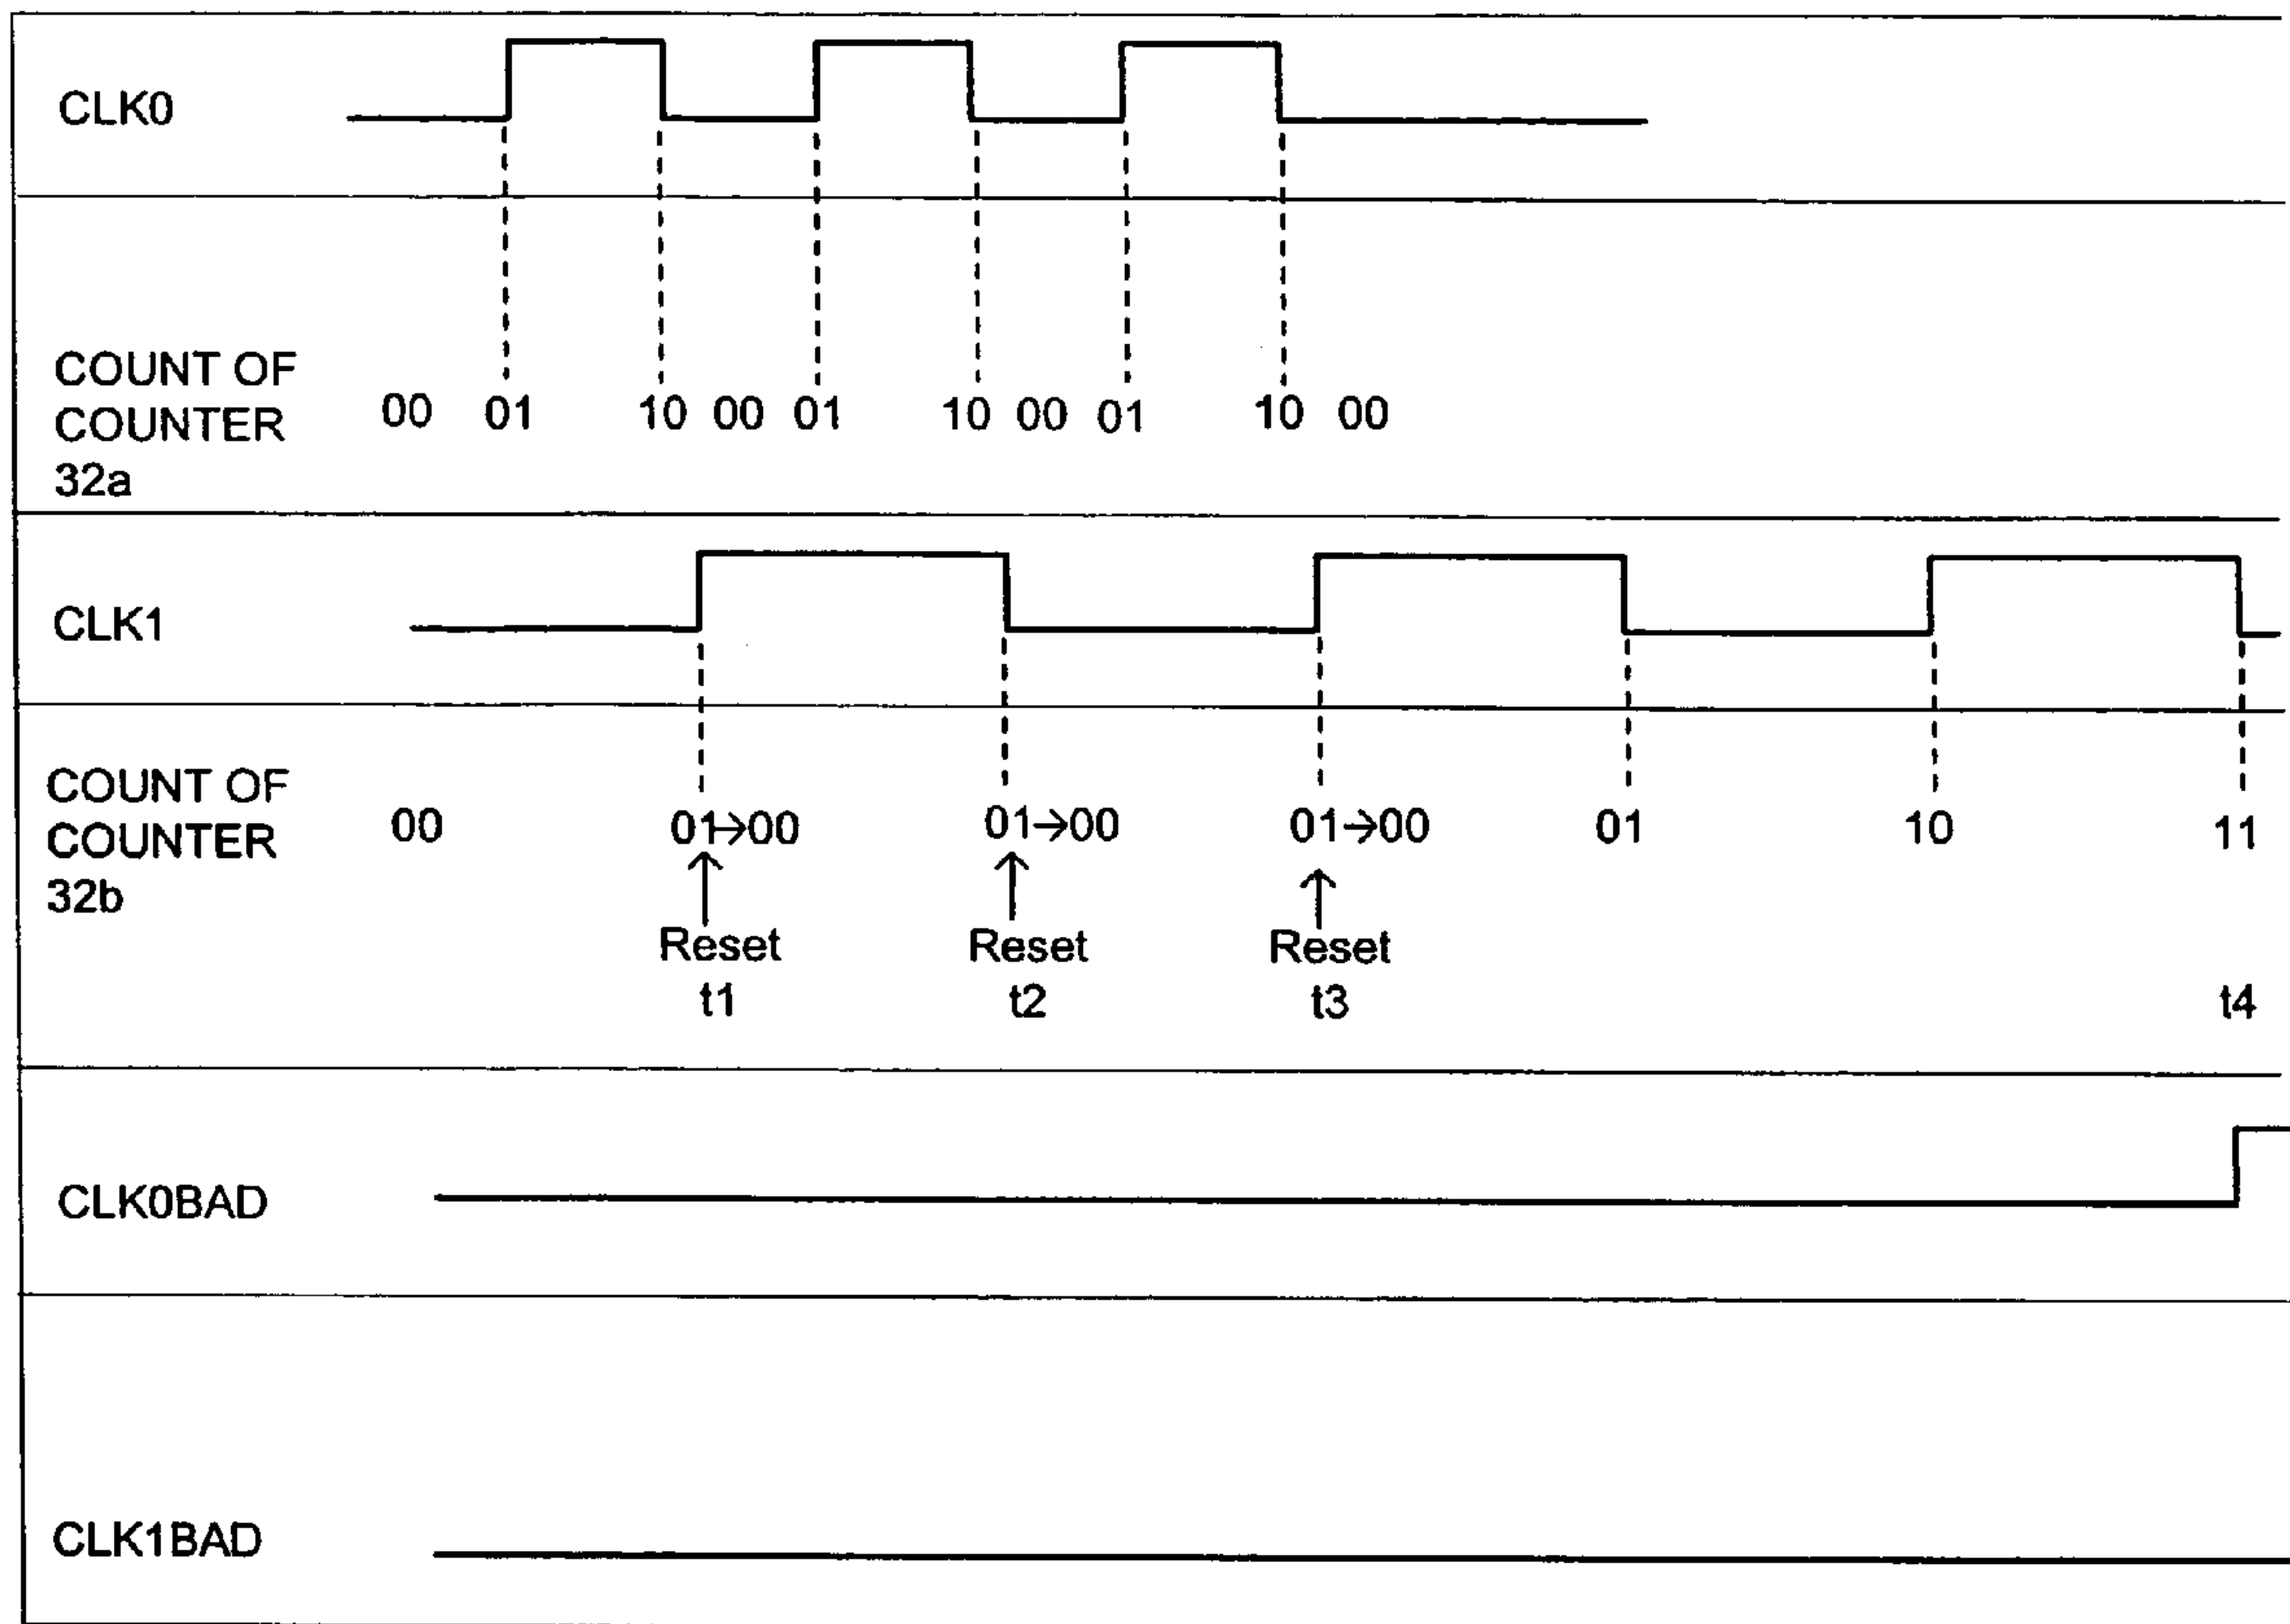 CLK0
COUNT OF
COUNTER
32a
00 01 10 00 01 10 00 01 10 00
CLK1
COUNT OF
COUNTER
32b
00 01→00 01→00 01→00 01 10 11
Reset Reset Reset
t1 t2 t3 t4
CLK0BAD
CLK1BAD